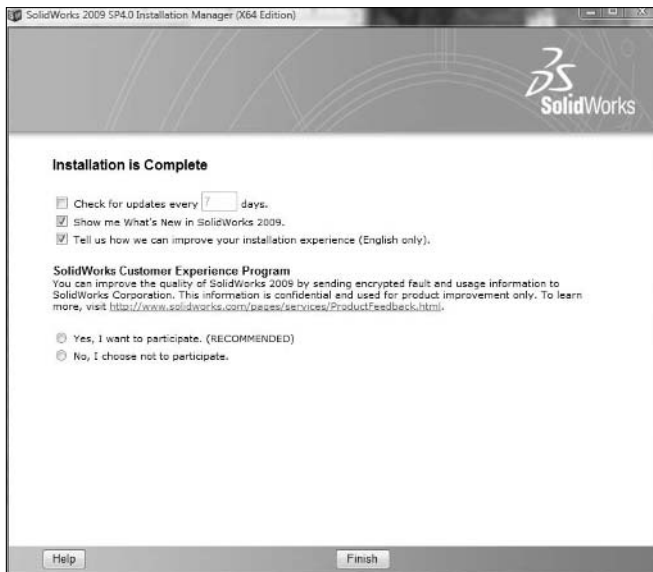 SolidWorks 2009 SP4.0 Installation Manager (X64 Edition)
SolidWorks
Installation is Complete
Check for updates every 7 days.
Show me What's New in SolidWorks 2009.
Tell us how we can improve your installation experience (English only).
SolidWorks Customer Experience Program
You can improve the quality of SolidWorks 2009 by sending encrypted fault and usage information to
SolidWorks Corporation. This information is confidential and used for product improvement only. To learn
more, visit http://www.solidworks.com/pages/services/ProductFeedback.html.
Yes, I want to participate. (RECOMMENDED)
No, I choose not to participate.
Help
Finish